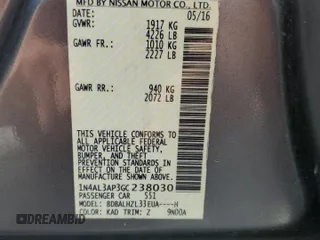 MFD BY NISSAN MOTOR CO., LTD.
DATE: 05/16
GVWR: 1917 KG
4226 LB
GAWR FR: 1010 KG
2227 LB
GAWR RR: 940 KG
2072 LB
THIS VEHICLE CONFORMS TO
ALL APPLICABLE FEDERAL
MOTOR VEHICLE SAFETY,
BUMPER, AND THEFT
PREVENTION STANDARDS IN
EFFECT ON THE DATE OF
MANUFACTURE SHOWN ABOVE.
1N4AL3AP3GC238030
PASSENGER CAR 551
MODEL: BDBALHZL33EUA----H
COLOR: KAD TRIM: Z 9N00A
© DREAMBID